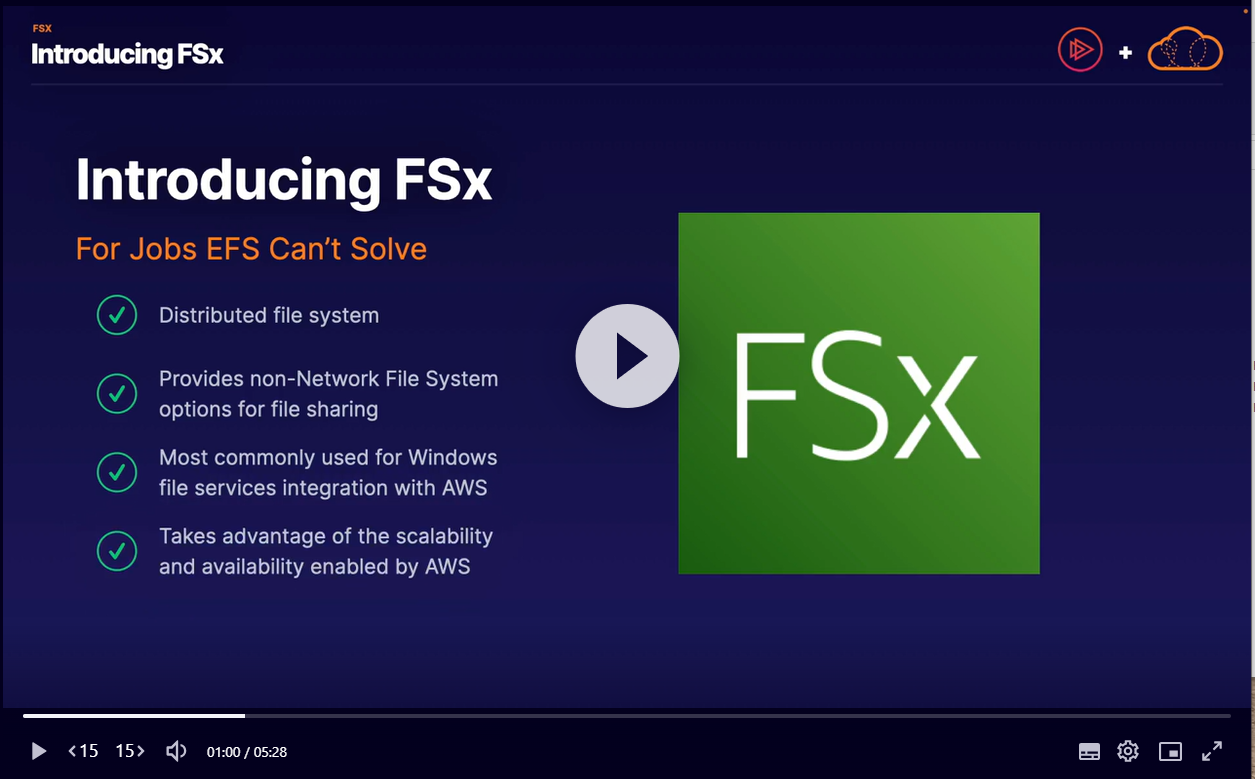 FSX
Introducing FSx
+
Introducing FSx
For Jobs EFS Can’t Solve
Distributed file system
Provides non-Network File System
options for file sharing
Most commonly used for Windows
file services integration with AWS
Takes advantage of the scalability
and availability enabled by AWS
FSx
15
15
01:00 / 05:28